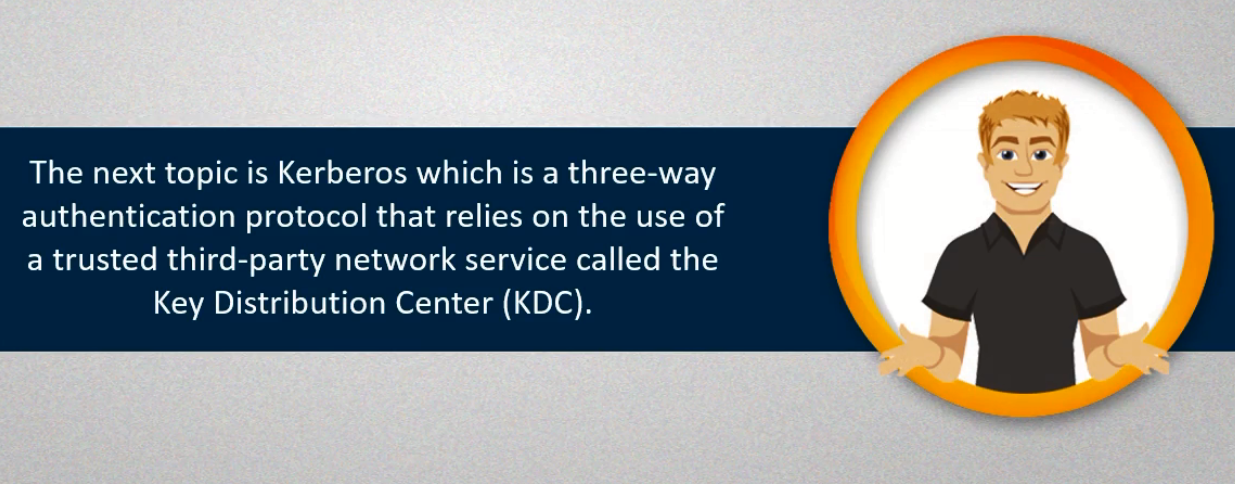 The next topic is Kerberos which is a three-way
authentication protocol that relies on the use of
a trusted third-party network service called the
Key Distribution Center (KDC).